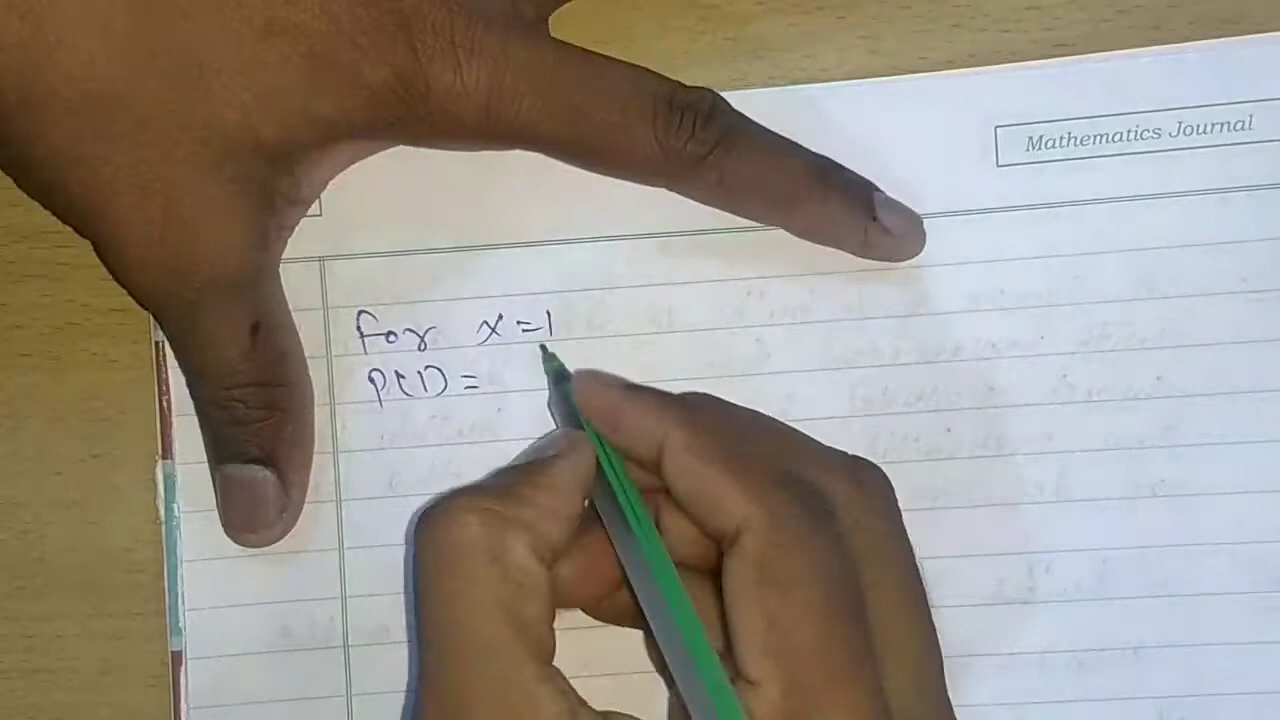 Mathematics Journal
for x=1
P(1)=